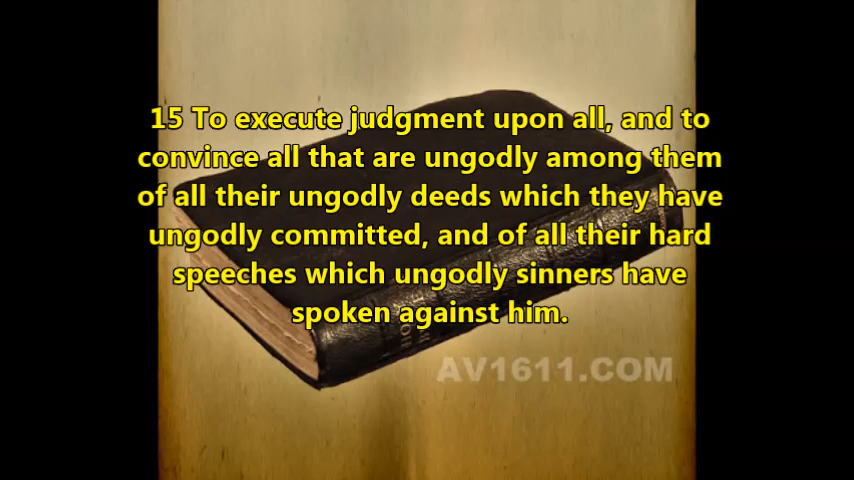 15 To execute judgment upon all, and to
convince all that are ungodly among them
of all their ungodly deeds which they have
ungodly committed, and of all their hard
speeches which ungodly sinners have
spoken against him.
AV1611.COM